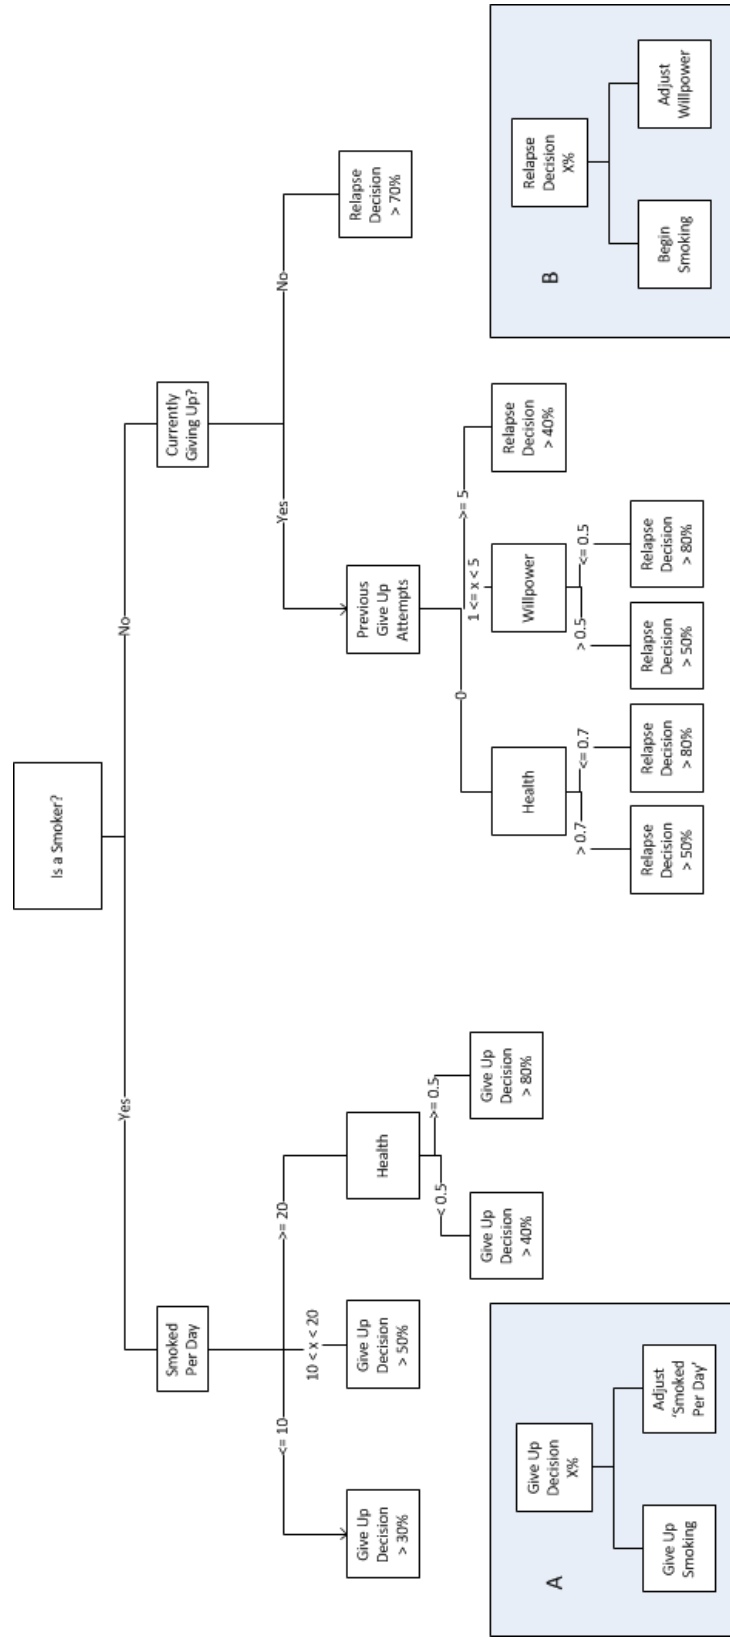 Is a Smoker?
Yes
No
Smoked
Per Day
Currently
Giving Up?
<= 10
10 < x < 20
>= 20
Yes
No
Give Up
Decision
> 30%
Give Up
Decision
> 50%
Health
Previous
Give Up
Attempts
Relapse
Decision
> 70%
< 0.5
>= 0.5
0
1 <= x < 5
>= 5
Give Up
Decision
> 40%
Give Up
Decision
> 80%
Health
Willpower
Relapse
Decision
> 40%
> 0.7
<= 0.7
> 0.5
<= 0.5
Relapse
Decision
> 50%
Relapse
Decision
> 80%
Relapse
Decision
> 50%
Relapse
Decision
> 80%
A
Give Up
Decision
X%
Give Up
Smoking
Adjust
‘Smoked
Per Day’
B
Relapse
Decision
X%
Begin
Smoking
Adjust
Willpower